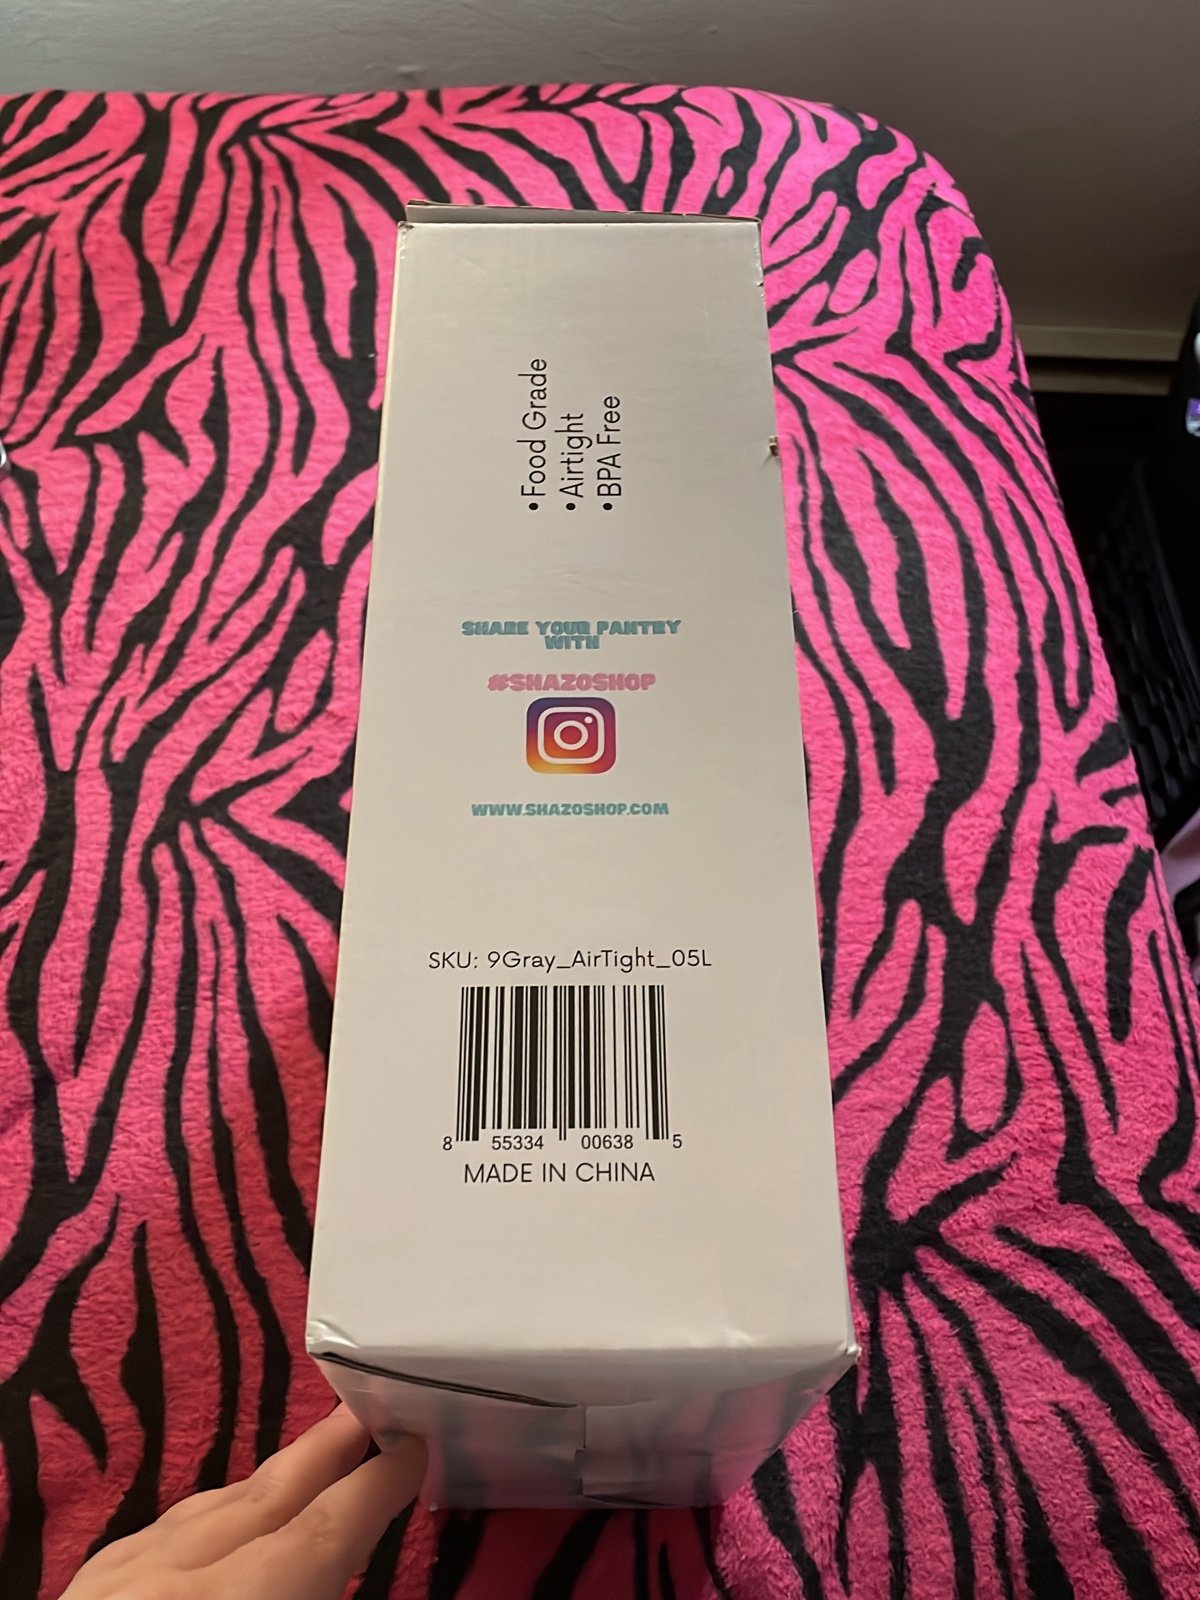 •Food Grade
•Airtight
•BPA Free
SHARE YOUR PANTRY
WITH
#SHAZOSHOP
WWW.SHAZOSHOP.COM
SKU: 9Gray_AirTight_05L
8 55334 00638 5
MADE IN CHINA